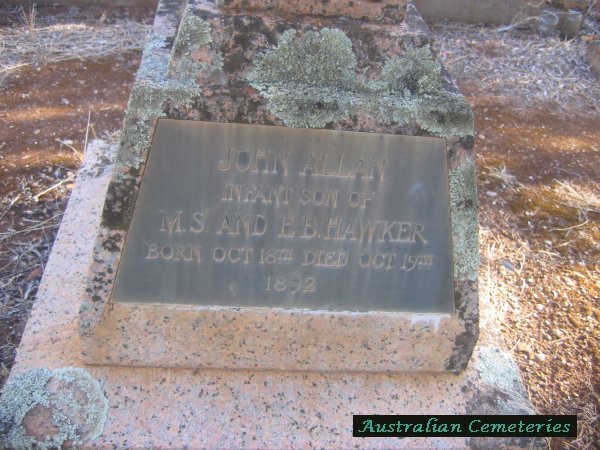 JOHN ALLAN
INFANT SON OF
M.S. AND E.B. HAWKER
BORN OCT 18TH DIED OCT. 19TH
1892
Australian Cemeteries